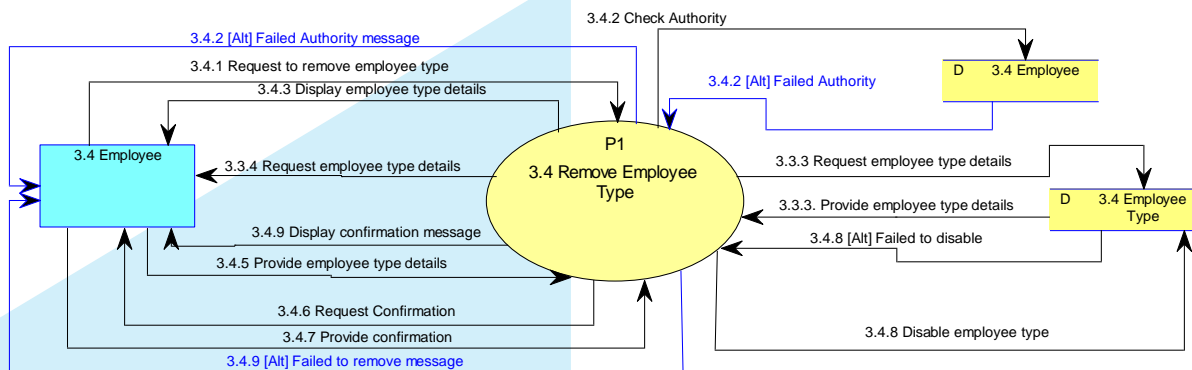 3.4.2 Check Authority
3.4.2 [Alt] Failed Authority message
3.4.1 Request to remove employee type
D 3.4 Employee
3.4.2 [Alt] Failed Authority
3.4.3 Display employee type details
P1
3.4 Employee
3.4 Remove Employee
Type
3.3.4 Request employee type details
3.3.3 Request employee type details
D 3.4 Employee
Type
3.3.3. Provide employee type details
3.4.9 Display confirmation message
3.4.8 [Alt] Failed to disable
3.4.5 Provide employee type details
3.4.6 Request Confirmation
3.4.8 Disable employee type
3.4.7 Provide confirmation
3.4.9 [Alt] Failed to remove message